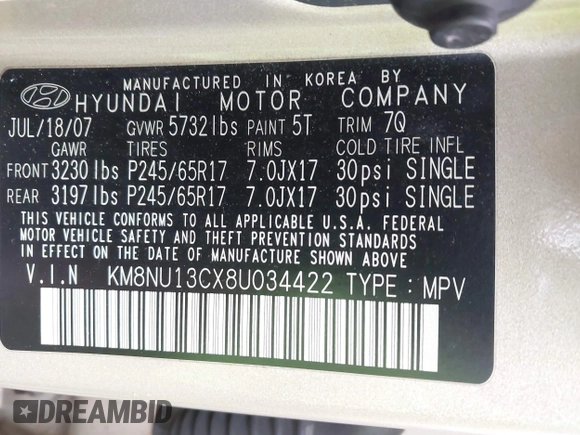 MANUFACTURED IN KOREA BY
HYUNDAI MOTOR COMPANY
JUL/18/07 GVWR 5732lbs PAINT 5T TRIM 7Q
GAWR TIRES RIMS COLD TIRE INFL
FRONT 3230lbs P245/65R17 7.0JX17 30psi SINGLE
REAR 3197lbs P245/65R17 7.0JX17 30psi SINGLE
THIS VEHICLE CONFORMS TO ALL APPLICABLE U.S.A. FEDERAL
MOTOR VEHICLE SAFETY AND THEFT PREVENTION STANDARDS
IN EFFECT ON THE DATE OF MANUFACTURE SHOWN ABOVE.
V.I.N KM8NU13CX8U034422 TYPE : MPV
DREAMBID